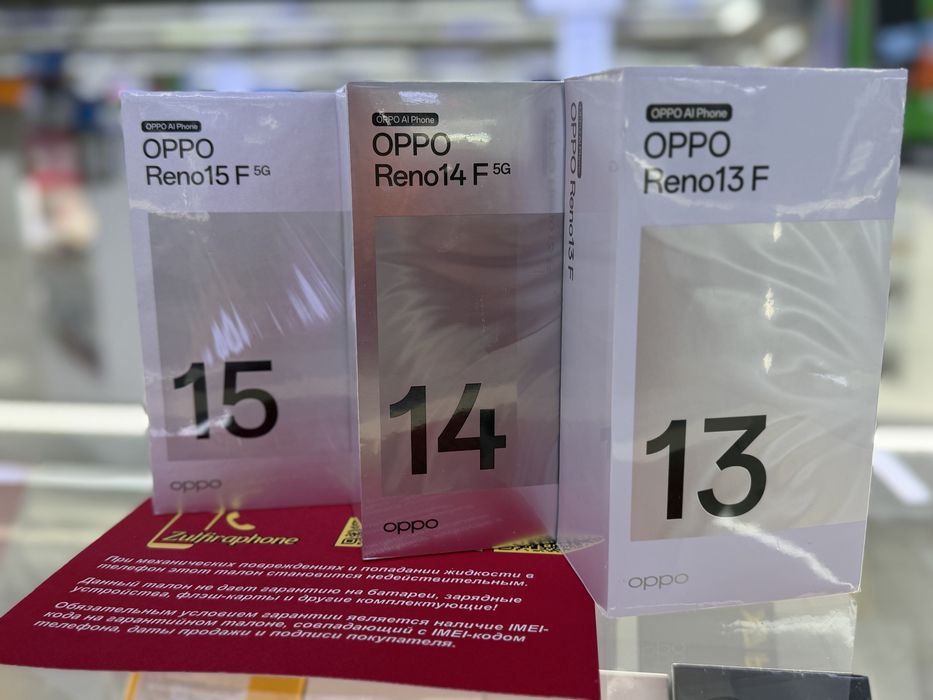 OPPO AI Phone
OPPO
Reno15 F 5G
15
oppo
OPPO AI Phone
OPPO
Reno14 F 5G
14
oppo
OPPO Reno13 F
OPPO AI Phone
OPPO
Reno13 F
13
oppo
Zulfiraphone
При механических повреждениях и попадании жидкости в
телефон этот талон становится недействительным.
Данный талон не дает гарантию на батареи, зарядные
устройства, флэш-карты и другие комплектующие!
Обязательным условием гарантии является наличие IMEI-
кода на гарантийном талоне, совпадающий с IMEI-кодом
телефона, даты продажи и подписи покупателя.